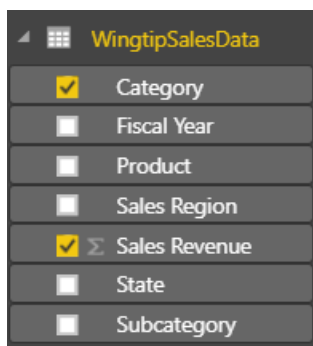 WingtipSalesData
Category
Fiscal Year
Product
Sales Region
Σ Sales Revenue
State
Subcategory